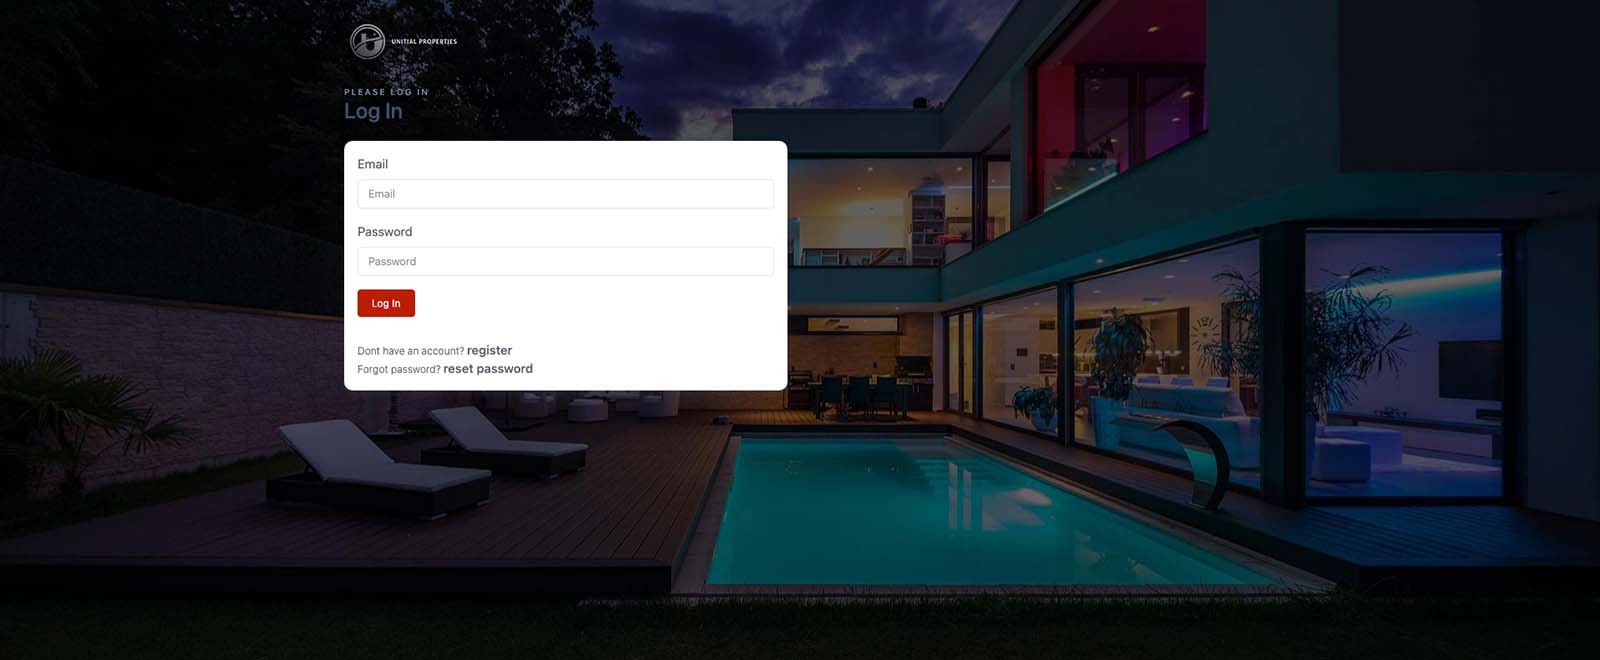 UNITIAL PROPERTIES
PLEASE LOG IN
Log In
Email
Email
Password
Password
Log In
Dont have an account? register
Forgot password? reset password